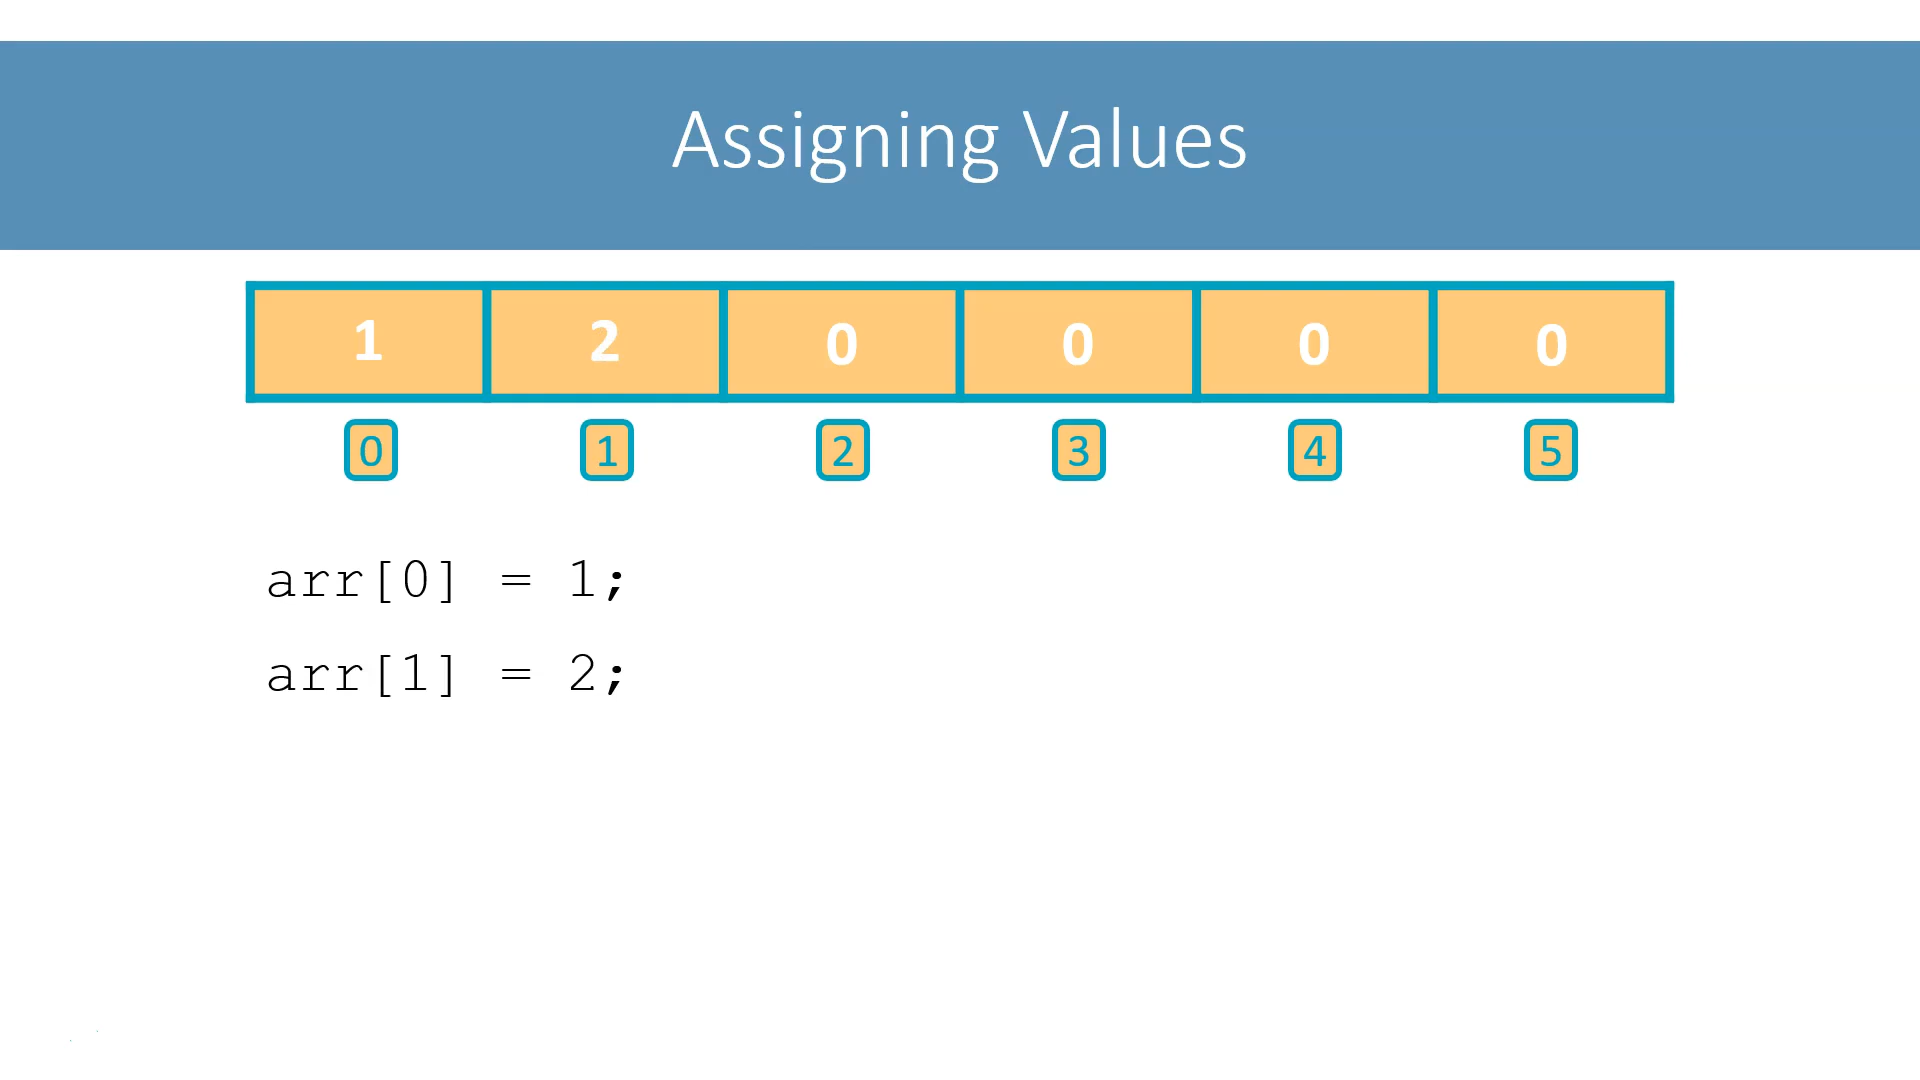 Assigning Values
1 2 0 0 0 0
0 1 2 3 4 5
arr[0] = 1;
arr[1] = 2;